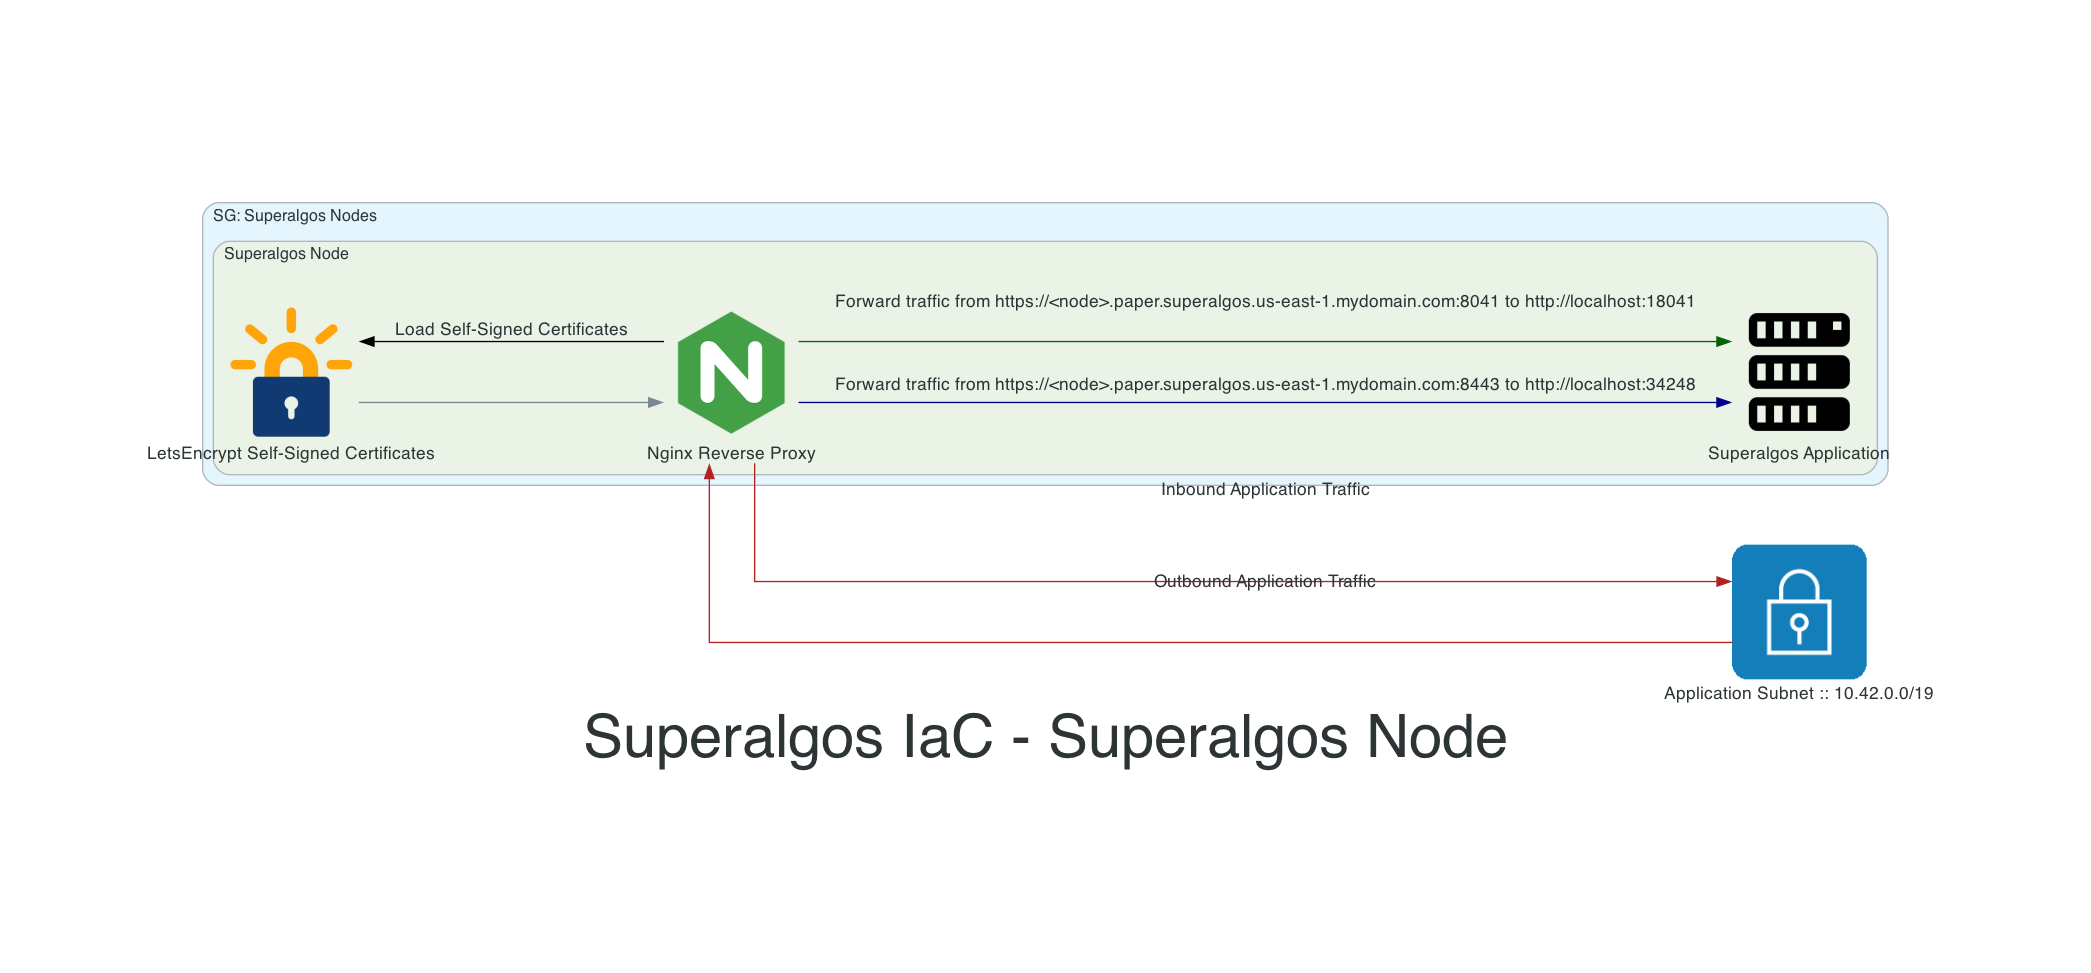 SG: Superalgos Nodes
Superalgos Node
Forward traffic from https://<node>.paper.superalgos.us-east-1.mydomain.com:8041 to http://localhost:18041
Load Self-Signed Certificates
Forward traffic from https://<node>.paper.superalgos.us-east-1.mydomain.com:8443 to http://localhost:34248
LetsEncrypt Self-Signed Certificates
Nginx Reverse Proxy
Superalgos Application
Inbound Application Traffic
Outbound Application Traffic
Application Subnet :: 10.42.0.0/19
Superalgos IaC - Superalgos Node